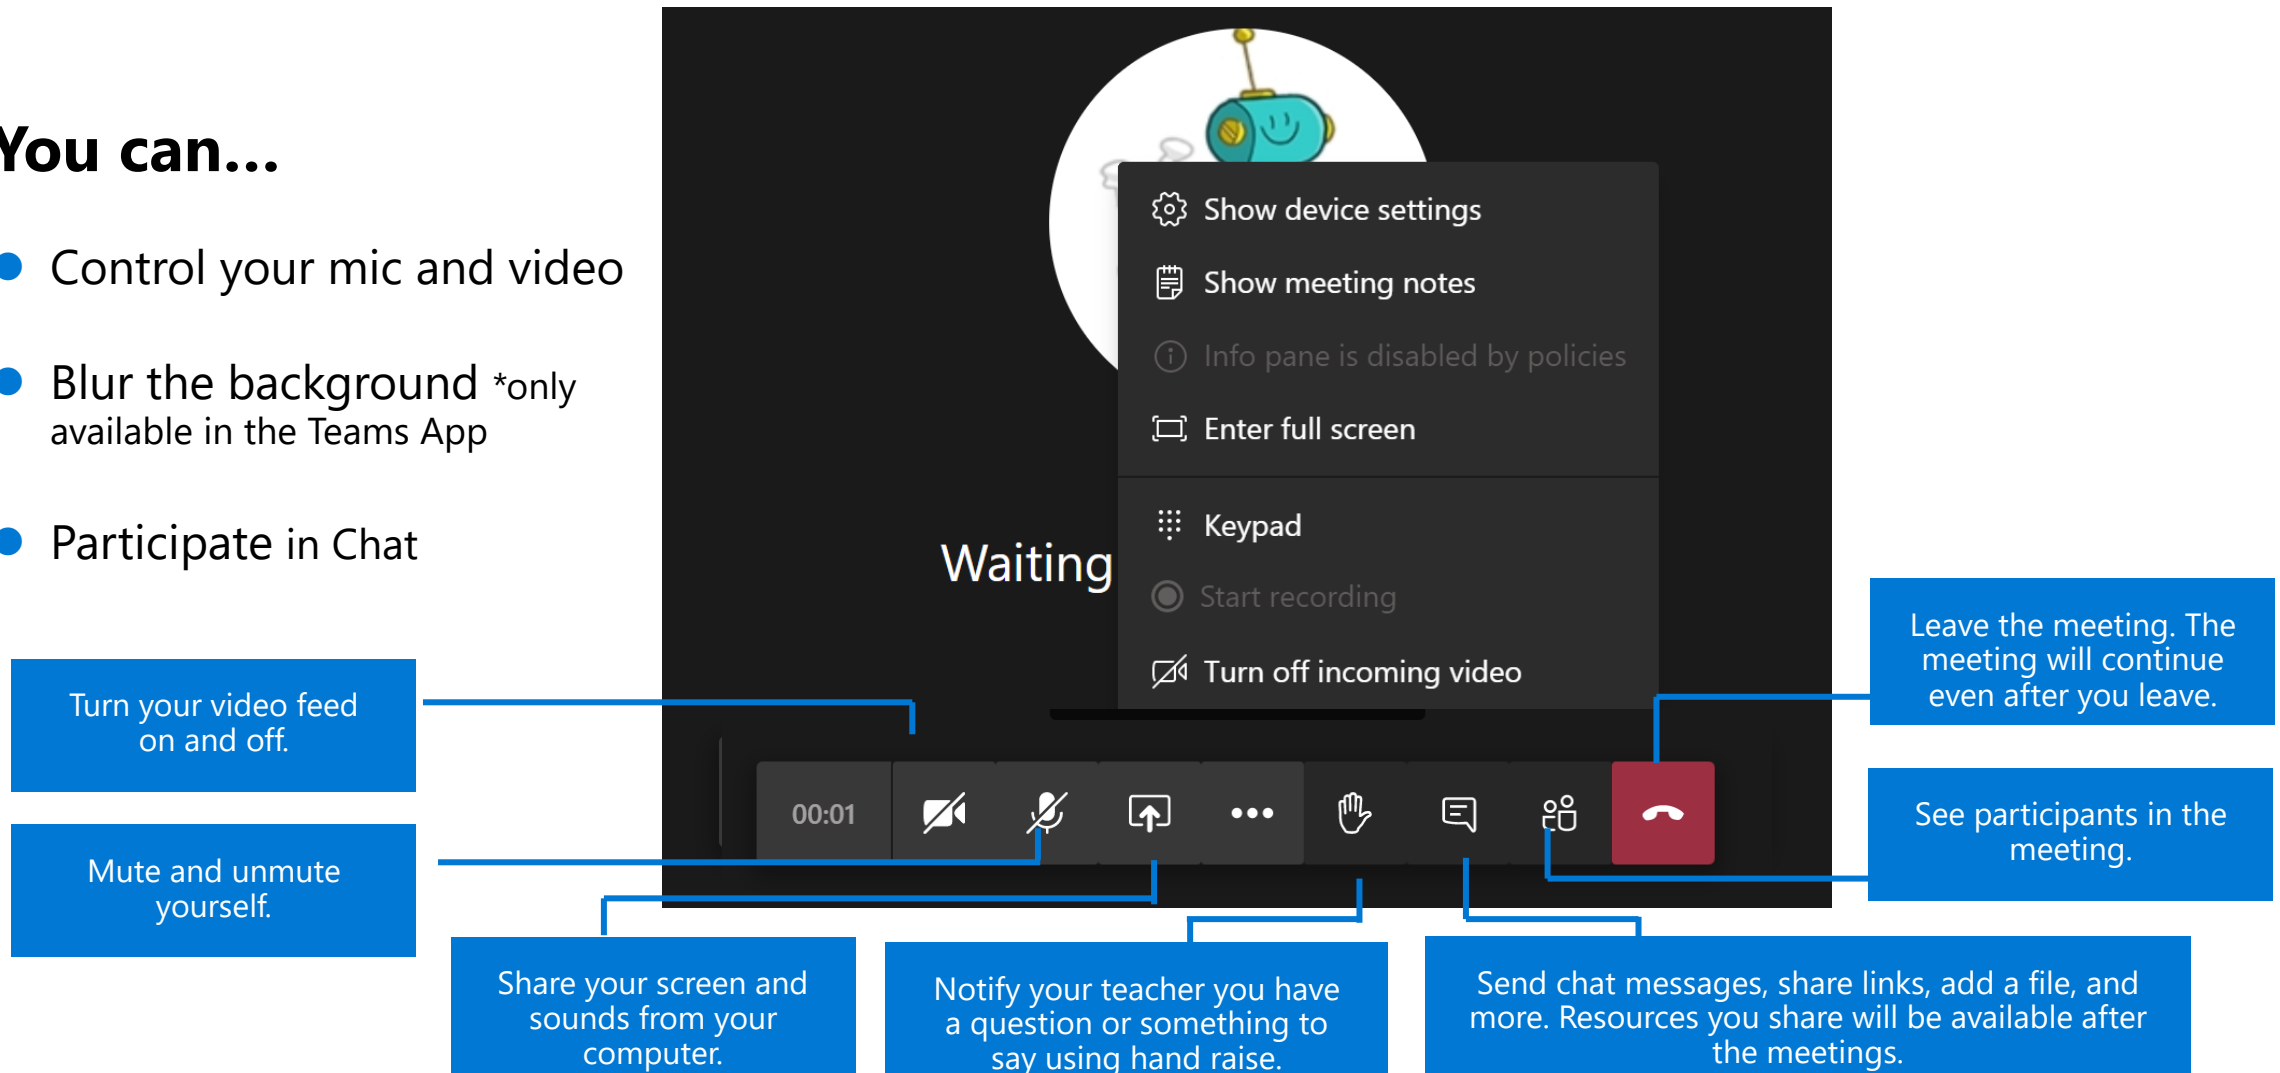 You can...
Control your mic and video
Blur the background *only
available in the Teams App
Participate in Chat
Show device settings
Show meeting notes
Info pane is disabled by policies
Enter full screen
Keypad
Start recording
Turn off incoming video
Waiting
00:01
Turn your video feed
on and off.
Mute and unmute
yourself.
Share your screen and
sounds from your
computer.
Notify your teacher you have
a question or something to
say using hand raise.
Send chat messages, share links, add a file, and
more. Resources you share will be available after
the meetings.
Leave the meeting. The
meeting will continue
even after you leave.
See participants in the
meeting.